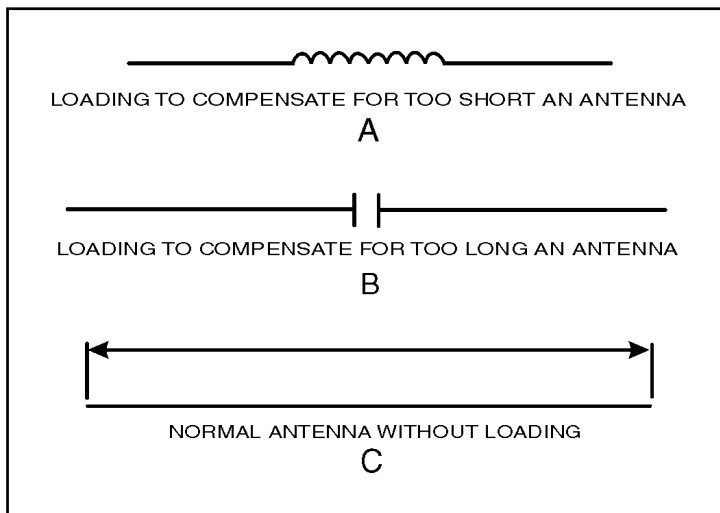 LOADING TO COMPENSATE FOR TOO SHORT AN ANTENNA
A
LOADING TO COMPENSATE FOR TOO LONG AN ANTENNA
B
NORMAL ANTENNA WITHOUT LOADING
C